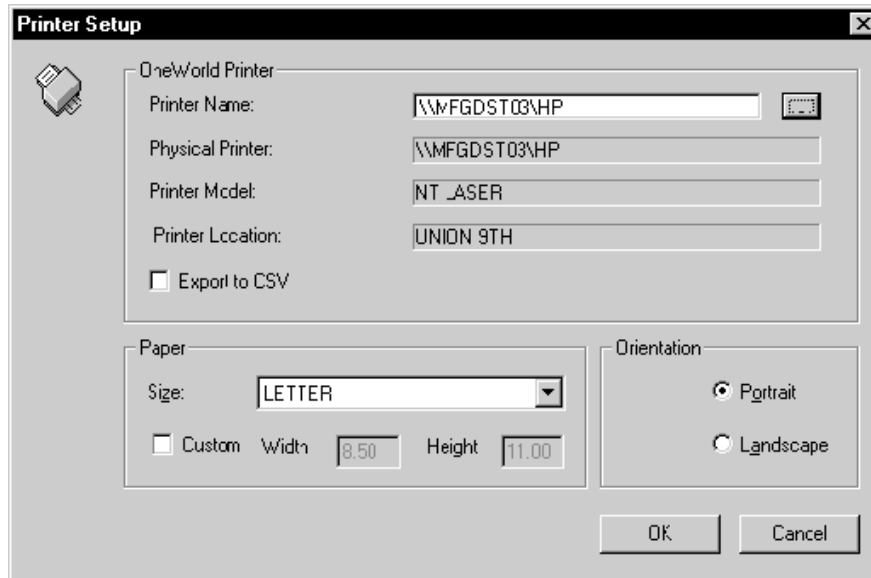 Printer Setup
OneWorld Printer
Printer Name: \\MFGDST03\HP
Physical Printer: \\MFGDST03\HP
Printer Model: NT LASER
Printer Location: UNION 9TH
Export to CSV
Paper
Size: LETTER
Custom Width 8.50 Height 11.00
Orientation
Portrait
Landscape
OK Cancel